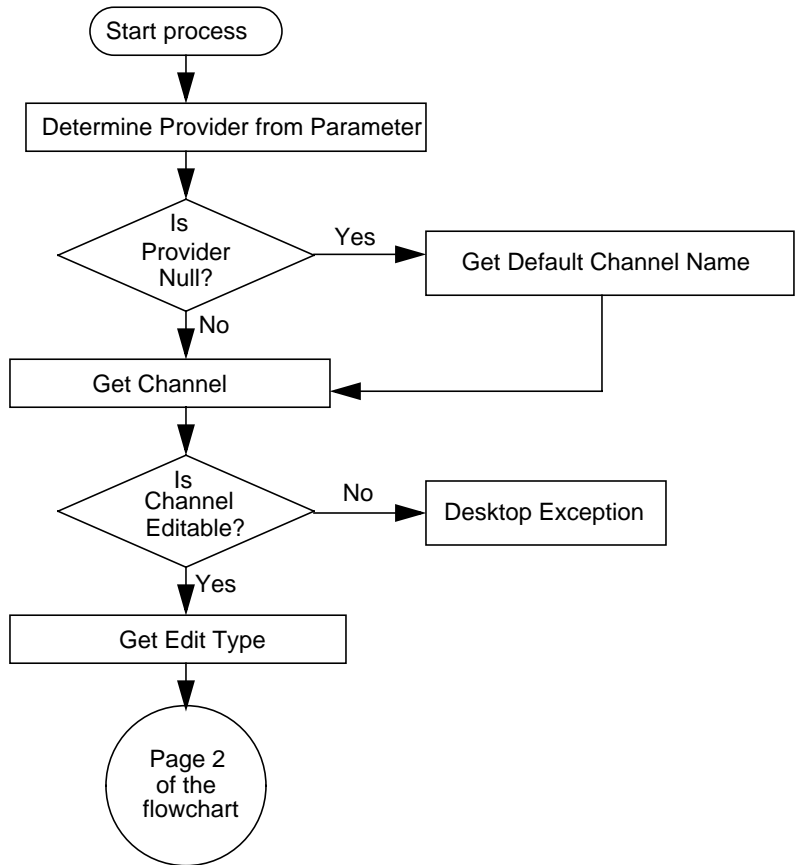 Start process
Determine Provider from Parameter
Is
Provider
Null?
Yes
Get Default Channel Name
No
Get Channel
Is
Channel
Editable?
No
Desktop Exception
Yes
Get Edit Type
Page 2
of the
flowchart